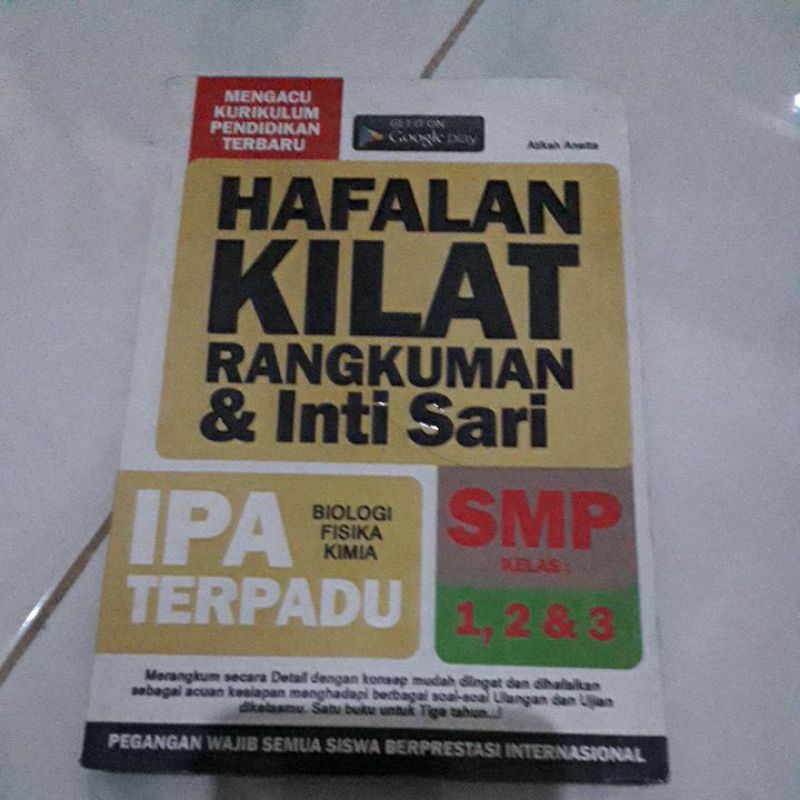 MENGACU
KURIKULUM
PENDIDIKAN
TERBARU
GET IT ON
Google play
Azkah Aneita
HAFALAN
KILAT
RANGKUMAN
& Inti Sari
IPA
TERPADU
BIOLOGI
FISIKA
KIMIA
SMP
KELAS :
1, 2 & 3
Merangkum secara Detail dengan konsep mudah diingat dan dihafalkan
sebagai acuan kesiapan menghadapi berbagai soal-soal Ulangan dan Ujian
dikelasmu. Satu buku untuk Tiga tahun...!
PEGANGAN WAJIB SEMUA SISWA BERPRESTASI INTERNASIONAL